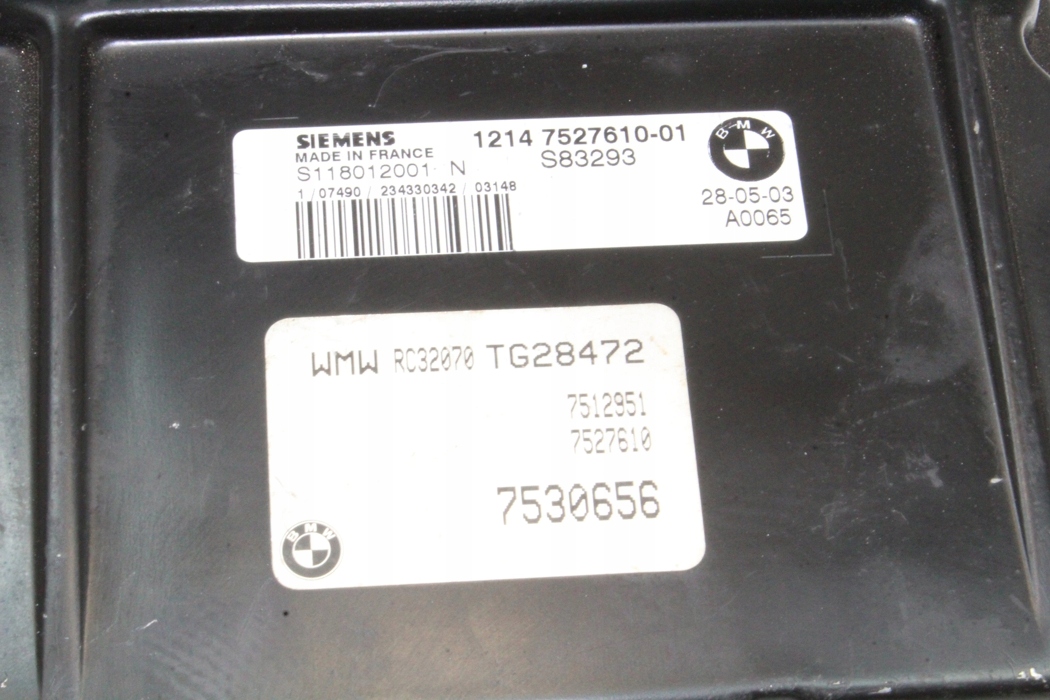 SIEMENS
MADE IN FRANCE
S118012001 N
1214 7527610-01
S83293
BMW
28-05-03
A0065
1/07490/234330342/03148
WMW RC32070 TG28472
7512951
7527610
7530656
BMW